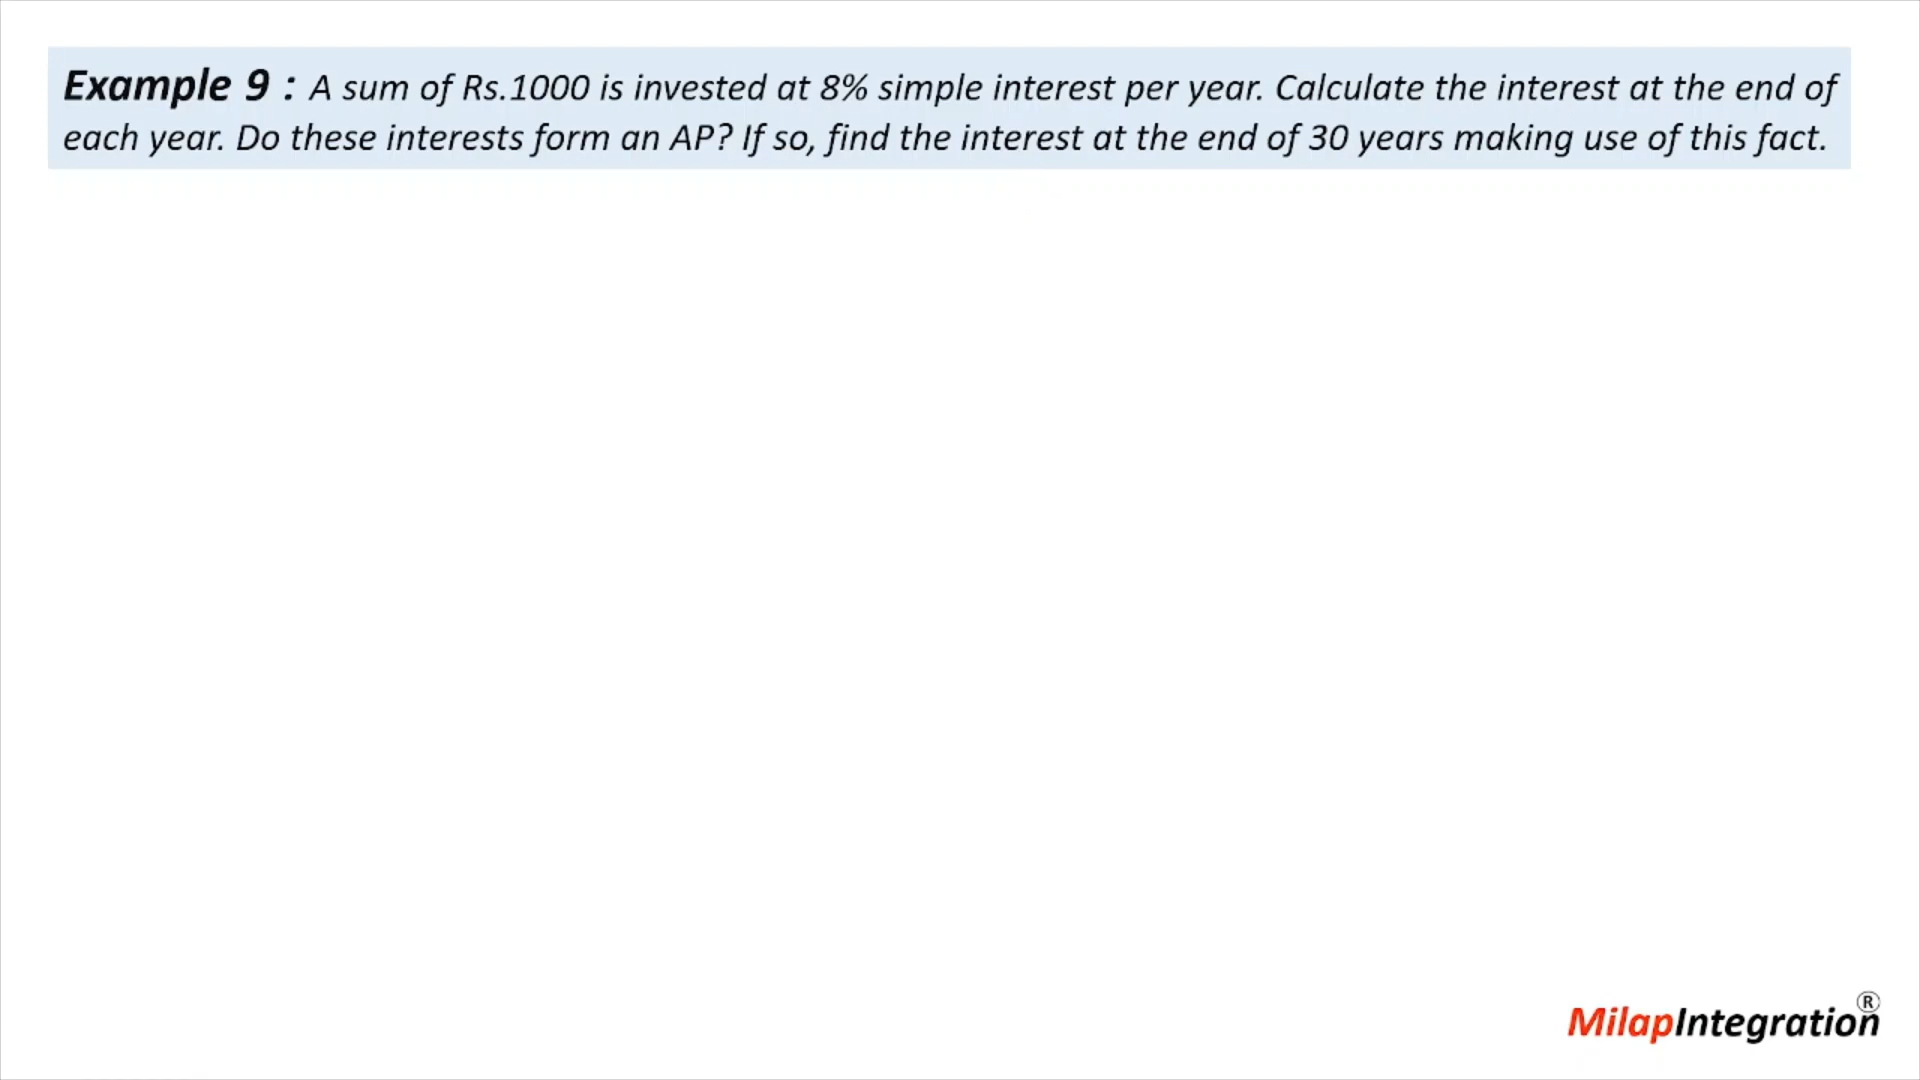 Example 9 : A sum of Rs.1000 is invested at 8% simple interest per year. Calculate the interest at the end of
each year. Do these interests form an AP? If so, find the interest at the end of 30 years making use of this fact.
MilapIntegration®